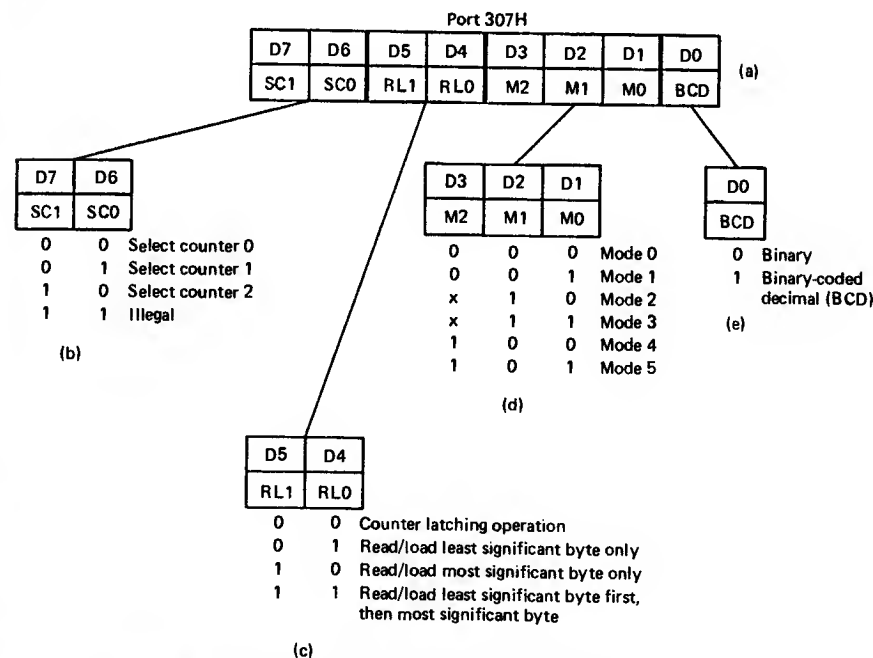 Port 307H
D7 D6 D5 D4 D3 D2 D1 D0
SC1 SC0 RL1 RL0 M2 M1 M0 BCD
(a)
D7 D6
SC1 SC0
0 0 Select counter 0
0 1 Select counter 1
1 0 Select counter 2
1 1 Illegal
(b)
D3 D2 D1
M2 M1 M0
0 0 0 Mode 0
0 0 1 Mode 1
x 1 0 Mode 2
x 1 1 Mode 3
1 0 0 Mode 4
1 0 1 Mode 5
(d)
D0
BCD
0 Binary
1 Binary-coded
decimal (BCD)
(e)
D5 D4
RL1 RL0
0 0 Counter latching operation
0 1 Read/load least significant byte only
1 0 Read/load most significant byte only
1 1 Read/load least significant byte first,
then most significant byte
(c)